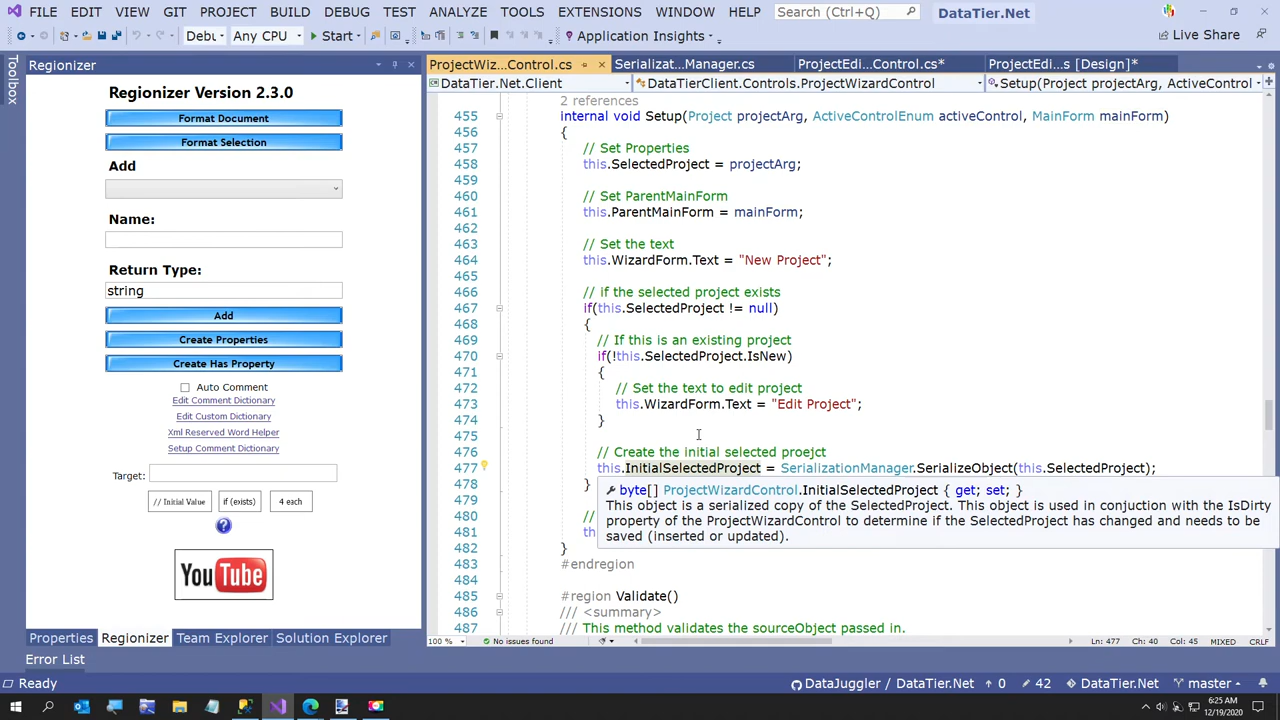 FILE EDIT REGIONIZER VIEW GIT PROJECT BUILD DEBUG TEST ANALYZE TOOLS EXTENSIONS WINDOW HELP Search (Ctrl+Q) DataTier.Net
Debu Any CPU Start Application Insights Live Share
Toolbox
Regionizer
Regionizer Version 2.3.0
Format Document
Format Selection
Add
Name:
Return Type:
string
Add
Create Properties
Create Has Property
Auto Comment
Edit Comment Dictionary
Edit Custom Dictionary
Xml Reserved Word Helper
Setup Comment Dictionary
Target:
// Initial Value if (exists) 4 each
?
YouTube
Properties Regionizer Team Explorer Solution Explorer
ProjectWiz...Control.cs Serializat...Manager.cs ProjectEdi...Control.cs* ProjectEdi...s [Design]*
DataTier.Net.Client DataTierClient.Controls.ProjectWizardControl Setup(Project projectArg, ActiveControl
2 references
455 internal void Setup(Project projectArg, ActiveControlEnum activeControl, MainForm mainForm)
456 {
457 // Set Properties
458 this.SelectedProject = projectArg;
459
460 // Set ParentMainForm
461 this.ParentMainForm = mainForm;
462
463 // Set the text
464 this.WizardForm.Text = "New Project";
465
466 // if the selected project exists
467 if(this.SelectedProject != null)
468 {
469 // If this is an existing project
470 if(!this.SelectedProject.IsNew)
471 {
472 // Set the text to edit project
473 this.WizardForm.Text = "Edit Project";
474 }
475
476 // Create the initial selected proejct
477 this.InitialSelectedProject = SerializationManager.SerializeObject(this.SelectedProject);
478 }
byte[] ProjectWizardControl.InitialSelectedProject { get; set; }
479 This object is a serialized copy of the SelectedProject. This object is used in conjuction with the IsDirty
480 // property of the ProjectWizardControl to determine if the SelectedProject has changed and needs to be
481 th saved (inserted or updated).
482 }
483 #endregion
484
485 #region Validate()
486 /// <summary>
487 /// This method validates the sourceObject passed in.
100 % No issues found Ln: 477 Ch: 40 Col: 45 MIXED CRLF
Error List
Ready DataJuggler / DataTier.Net 0 42 DataTier.Net master
6:25 AM
12/19/2020